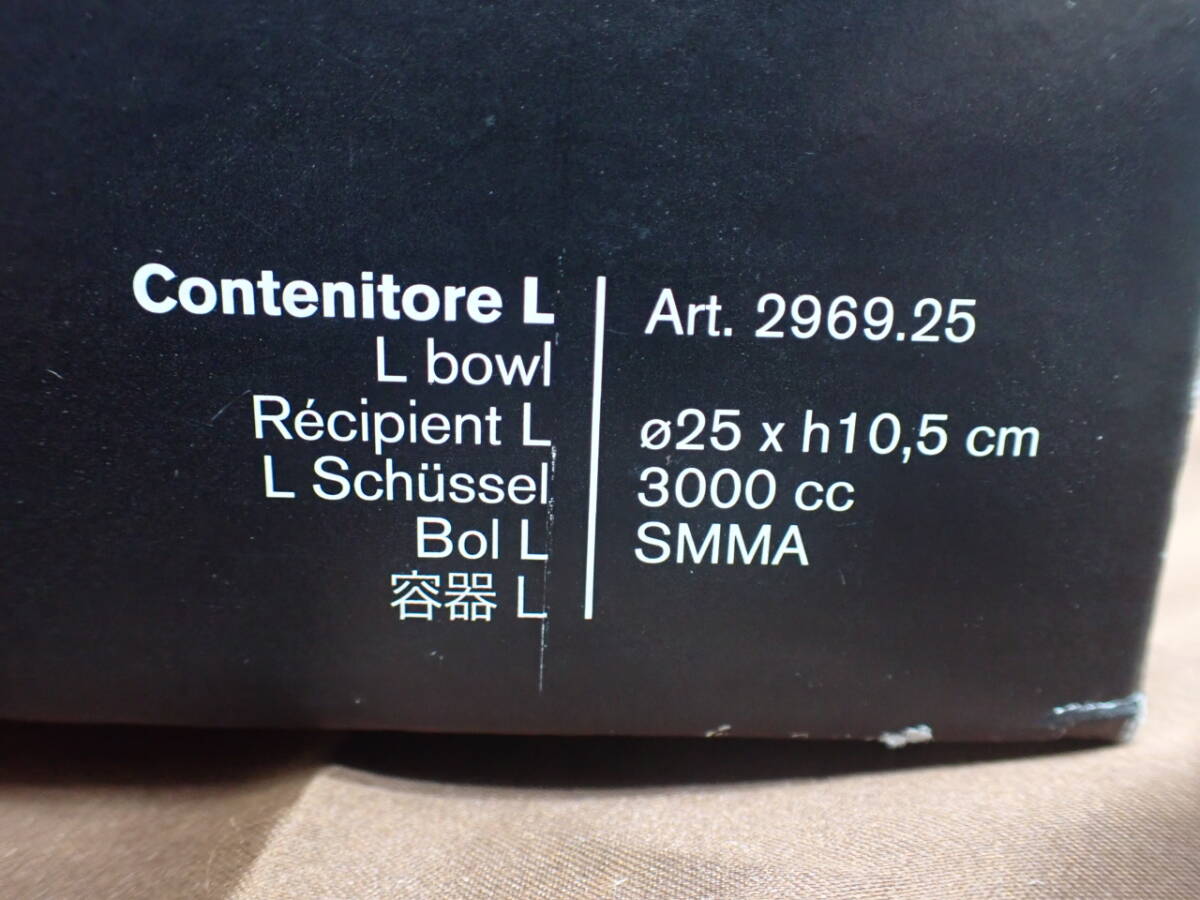 Contenitore L
L bowl
Récipient L
L Schüssel
Bol L
容器 L
Art. 2969.25
ø25 x h10,5 cm
3000 cc
SMMA